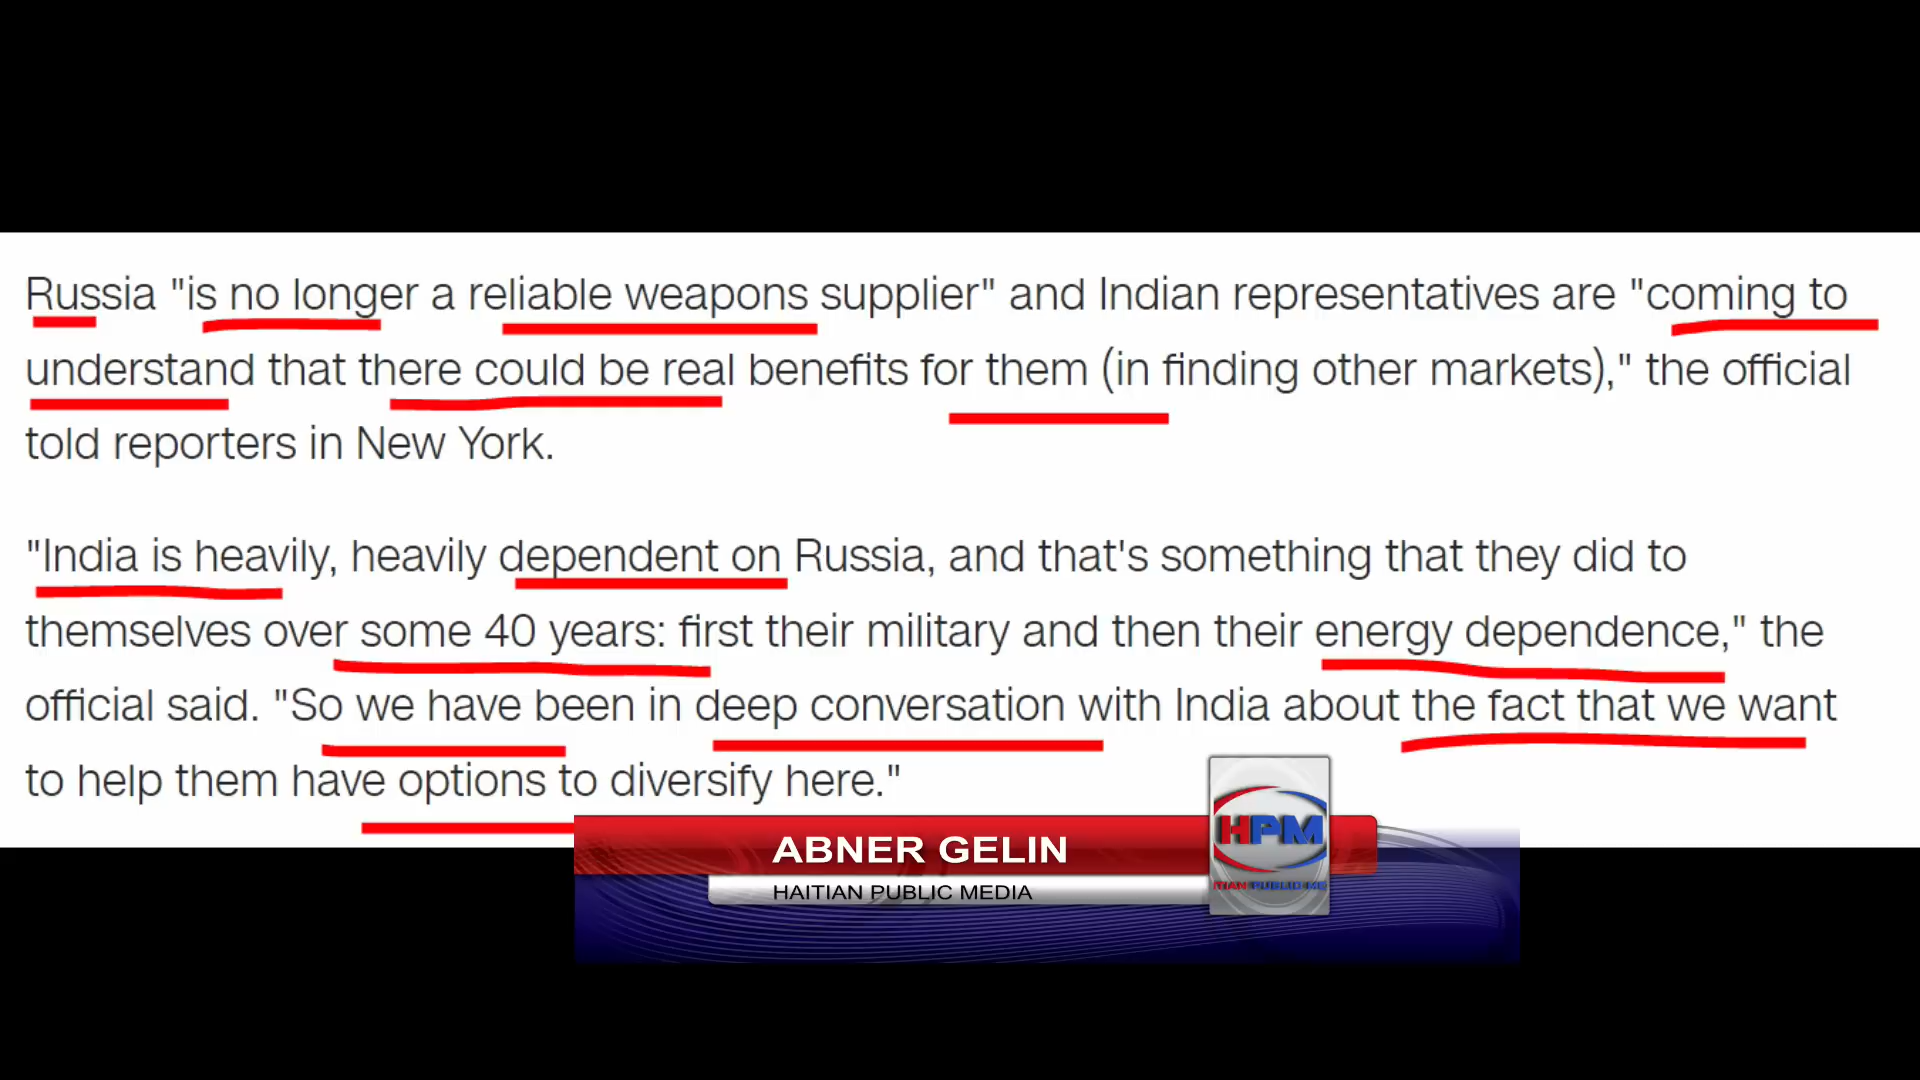 Russia "is no longer a reliable weapons supplier" and Indian representatives are "coming to
understand that there could be real benefits for them (in finding other markets)," the official
told reporters in New York.
"India is heavily, heavily dependent on Russia, and that's something that they did to
themselves over some 40 years: first their military and then their energy dependence," the
official said. "So we have been in deep conversation with India about the fact that we want
to help them have options to diversify here."
ABNER GELIN
HAITIAN PUBLIC MEDIA
HPM